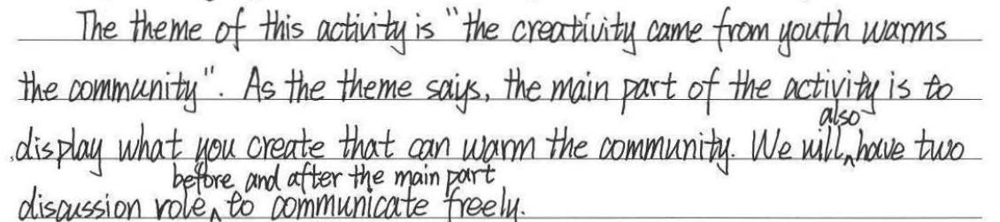 The theme of this activity is "the creativity came from youth warms
the community". As the theme says, the main part of the activity is to
also
display what you create that can warm the community. We will ‸ have two
before and after the main part
discussion role ‸ to communicate freely.